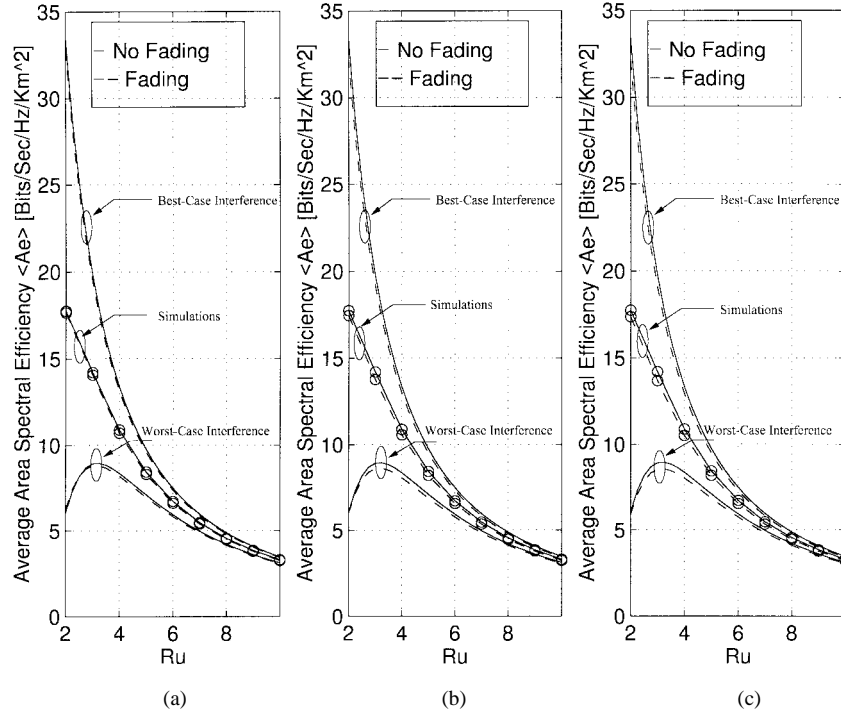 Average Area Spectral Efficiency <Ae> [Bits/Sec/Hz/Km^2]
35
30
25
20
15
10
5
0
No Fading
Fading
Best-Case Interference
Simulations
Worst-Case Interference
2 4 6 8
Ru
(a)
Average Area Spectral Efficiency <Ae> [Bits/Sec/Hz/Km^2]
35
30
25
20
15
10
5
0
No Fading
Fading
Best-Case Interference
Simulations
Worst-Case Interference
2 4 6 8
Ru
(b)
Average Area Spectral Efficiency <Ae> [Bits/Sec/Hz/Km^2]
35
30
25
20
15
10
5
0
No Fading
Fading
Best-Case Interference
Simulations
Worst-Case Interference
2 4 6 8
Ru
(c)